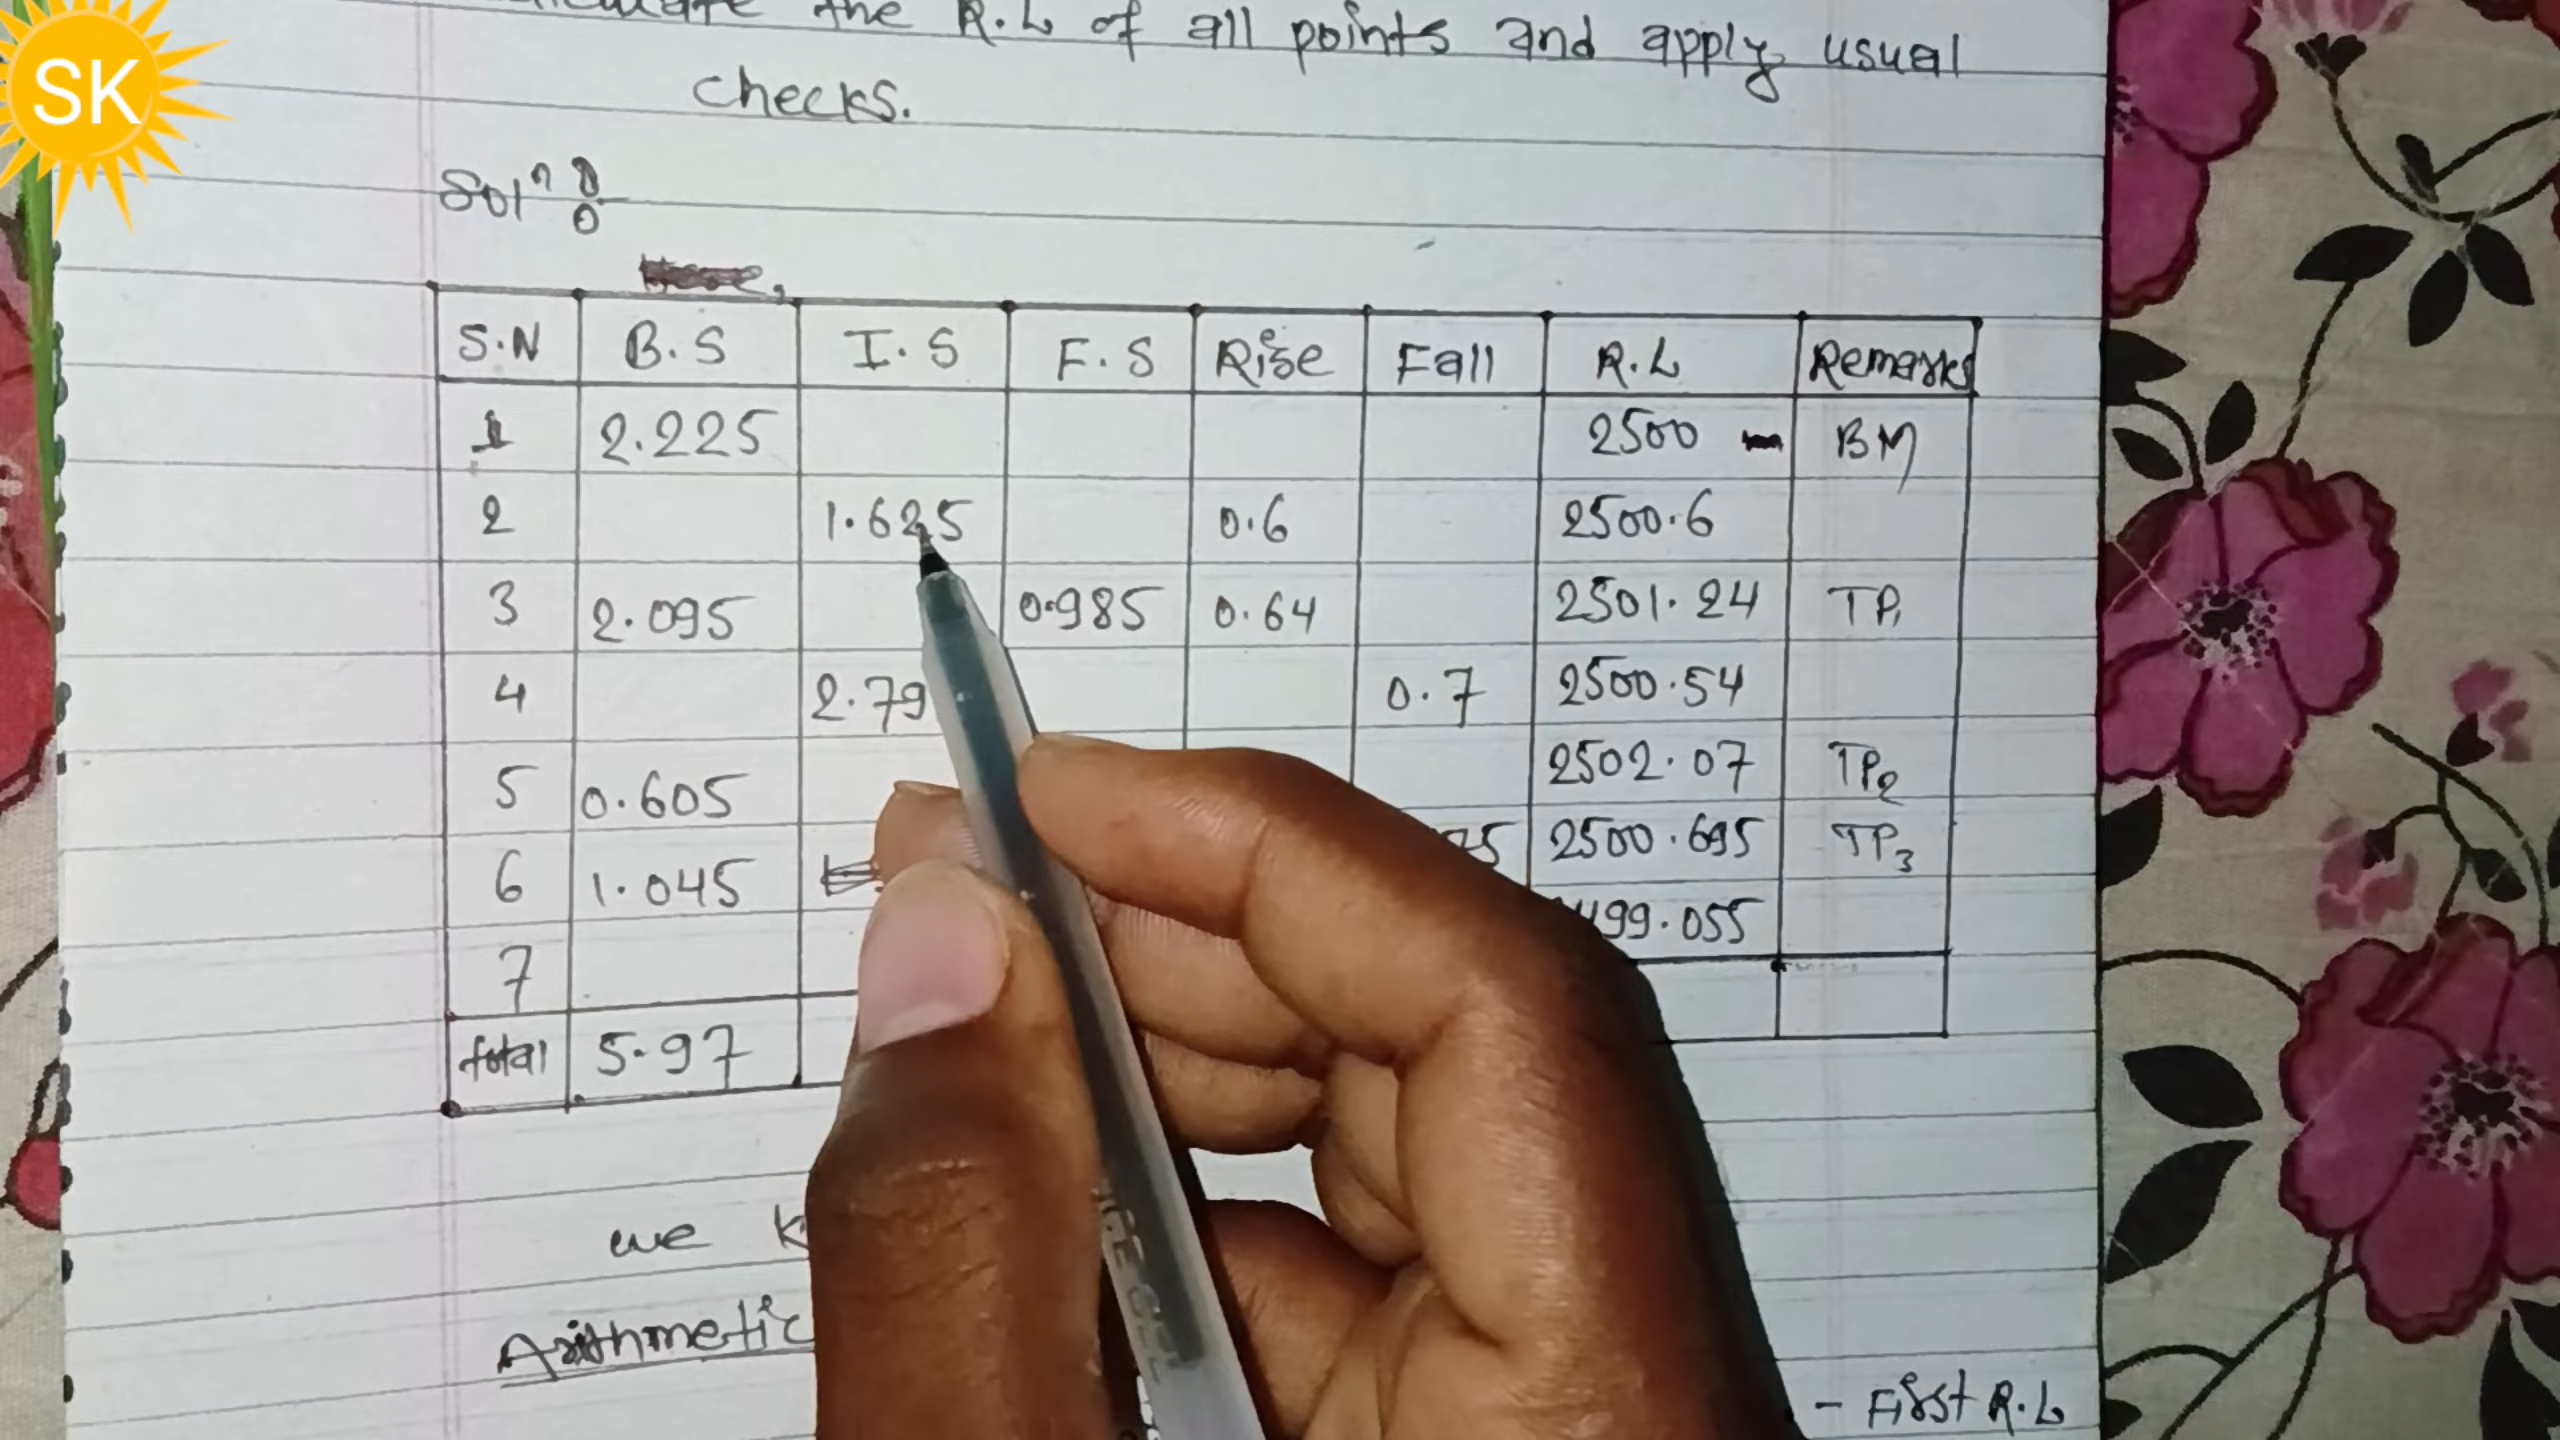 SK
the R.L of all points and apply usual
checks.
Solⁿ:
S.N B.S I.S F.S Rise Fall R.L Remarks
1 2.225 2500 BM
2 1.625 0.6 2500.6
3 2.095 0.985 0.64 2501.24 TP1
4 2.79 0.7 2500.54
5 0.605 2502.07 TP2
6 1.045 2500.695 TP3
7 499.055
total 5.97
we
Arithmetic
- First R.L